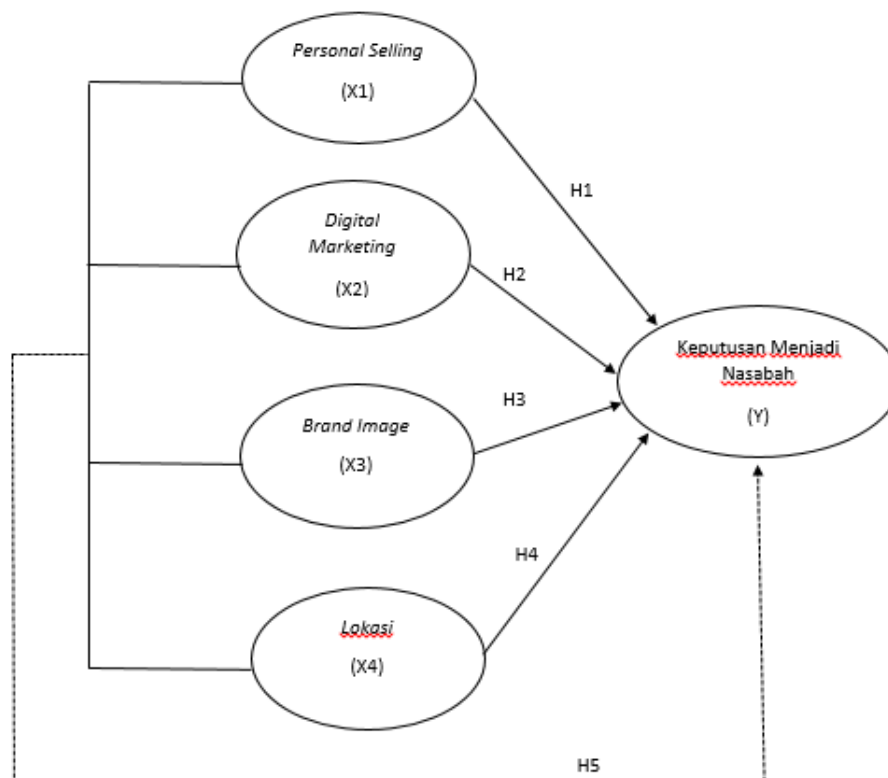 Personal Selling
(X1)
H1
Digital
Marketing
(X2)
H2
Keputusan Menjadi
Nasabah
(Y)
H3
Brand Image
(X3)
H4
Lokasi
(X4)
H5